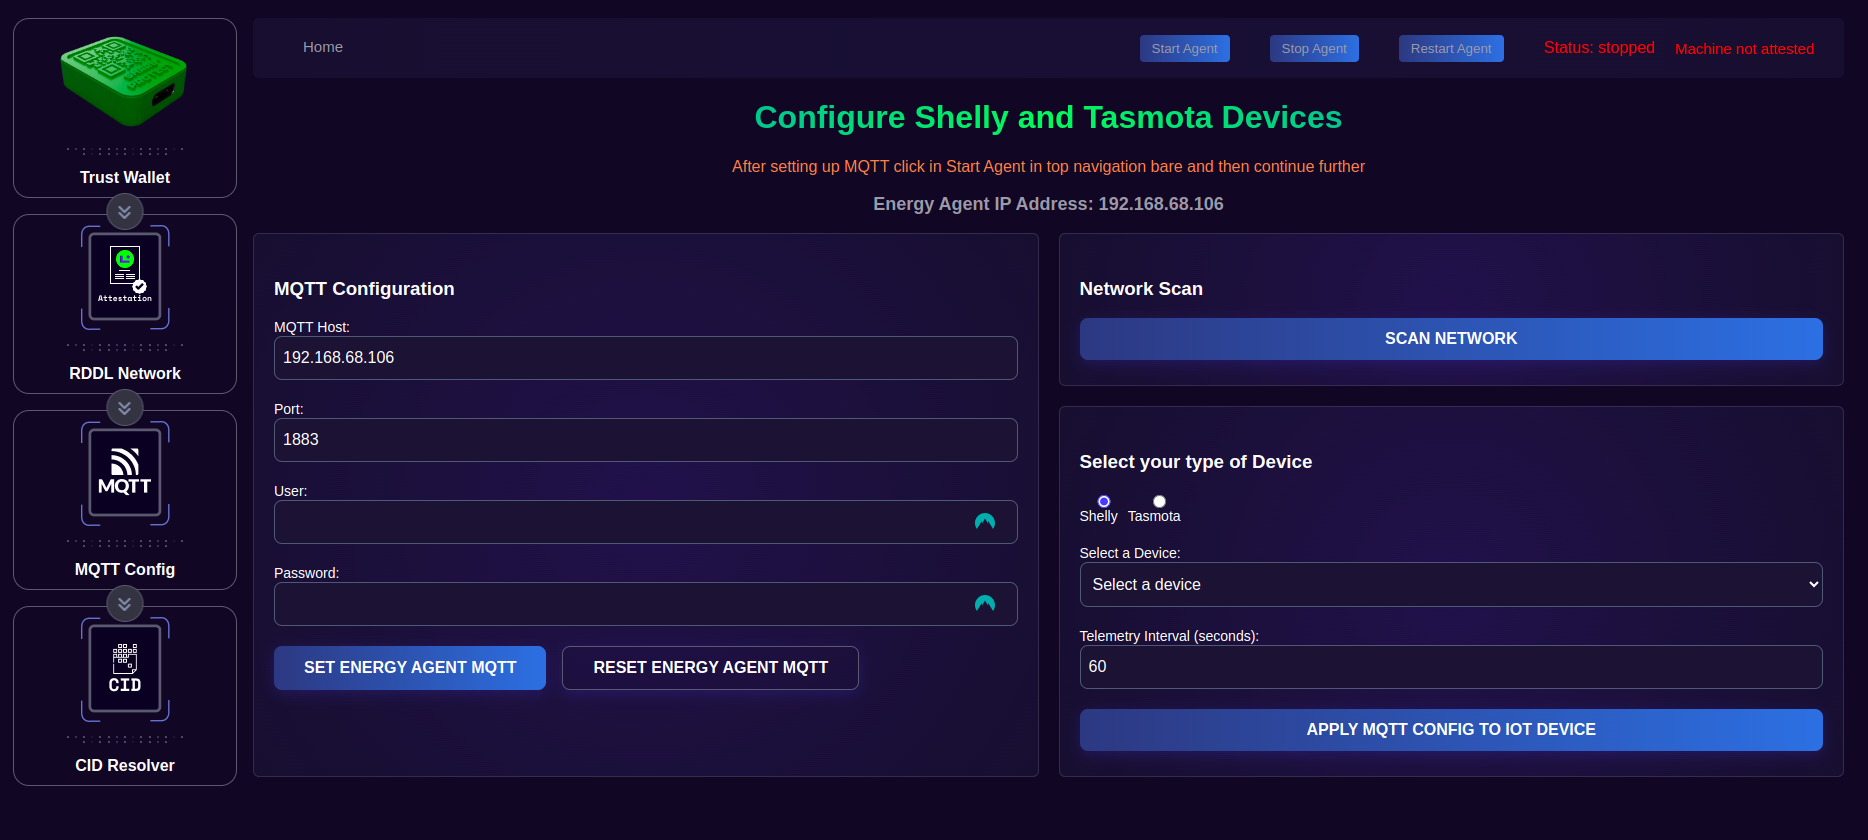 Home
Start Agent
Stop Agent
Restart Agent
Status: stopped
Machine not attested
Trust Wallet
Attestation
RDDL Network
MQTT
MQTT Config
CID
CID Resolver
Configure Shelly and Tasmota Devices
After setting up MQTT click in Start Agent in top navigation bare and then continue further
Energy Agent IP Address: 192.168.68.106
MQTT Configuration
MQTT Host:
192.168.68.106
Port:
1883
User:
Password:
SET ENERGY AGENT MQTT
RESET ENERGY AGENT MQTT
Network Scan
SCAN NETWORK
Select your type of Device
Shelly
Tasmota
Select a Device:
Select a device
Telemetry Interval (seconds):
60
APPLY MQTT CONFIG TO IOT DEVICE